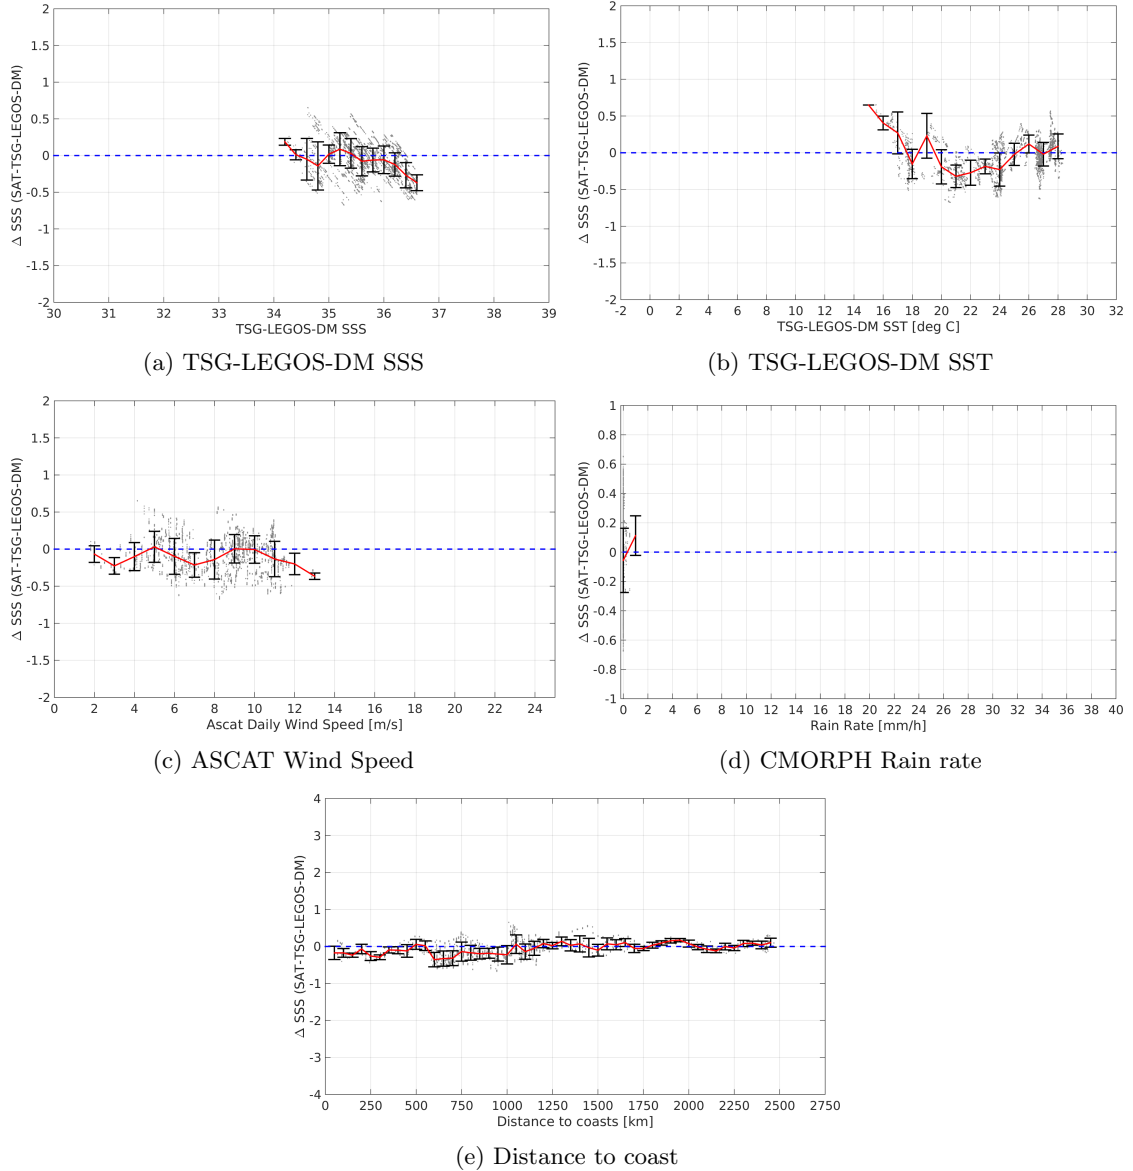 2
1.5
1
0.5
0
-0.5
-1
-1.5
-2
Δ SSS (SAT-TSG-LEGOS-DM)
30 31 32 33 34 35 36 37 38 39
TSG-LEGOS-DM SSS
(a) TSG-LEGOS-DM SSS
2
1.5
1
0.5
0
-0.5
-1
-1.5
-2
Δ SSS (SAT-TSG-LEGOS-DM)
-2 0 2 4 6 8 10 12 14 16 18 20 22 24 26 28 30 32
TSG-LEGOS-DM SST [deg C]
(b) TSG-LEGOS-DM SST
2
1.5
1
0.5
0
-0.5
-1
-1.5
-2
Δ SSS (SAT-TSG-LEGOS-DM)
0 2 4 6 8 10 12 14 16 18 20 22 24
Ascat Daily Wind Speed [m/s]
(c) ASCAT Wind Speed
1
0.8
0.6
0.4
0.2
0
-0.2
-0.4
-0.6
-0.8
-1
Δ SSS (SAT-TSG-LEGOS-DM)
0 2 4 6 8 10 12 14 16 18 20 22 24 26 28 30 32 34 36 38 40
Rain Rate [mm/h]
(d) CMORPH Rain rate
4
3
2
1
0
-1
-2
-3
-4
Δ SSS (SAT-TSG-LEGOS-DM)
0 250 500 750 1000 1250 1500 1750 2000 2250 2500 2750
Distance to coasts [km]
(e) Distance to coast